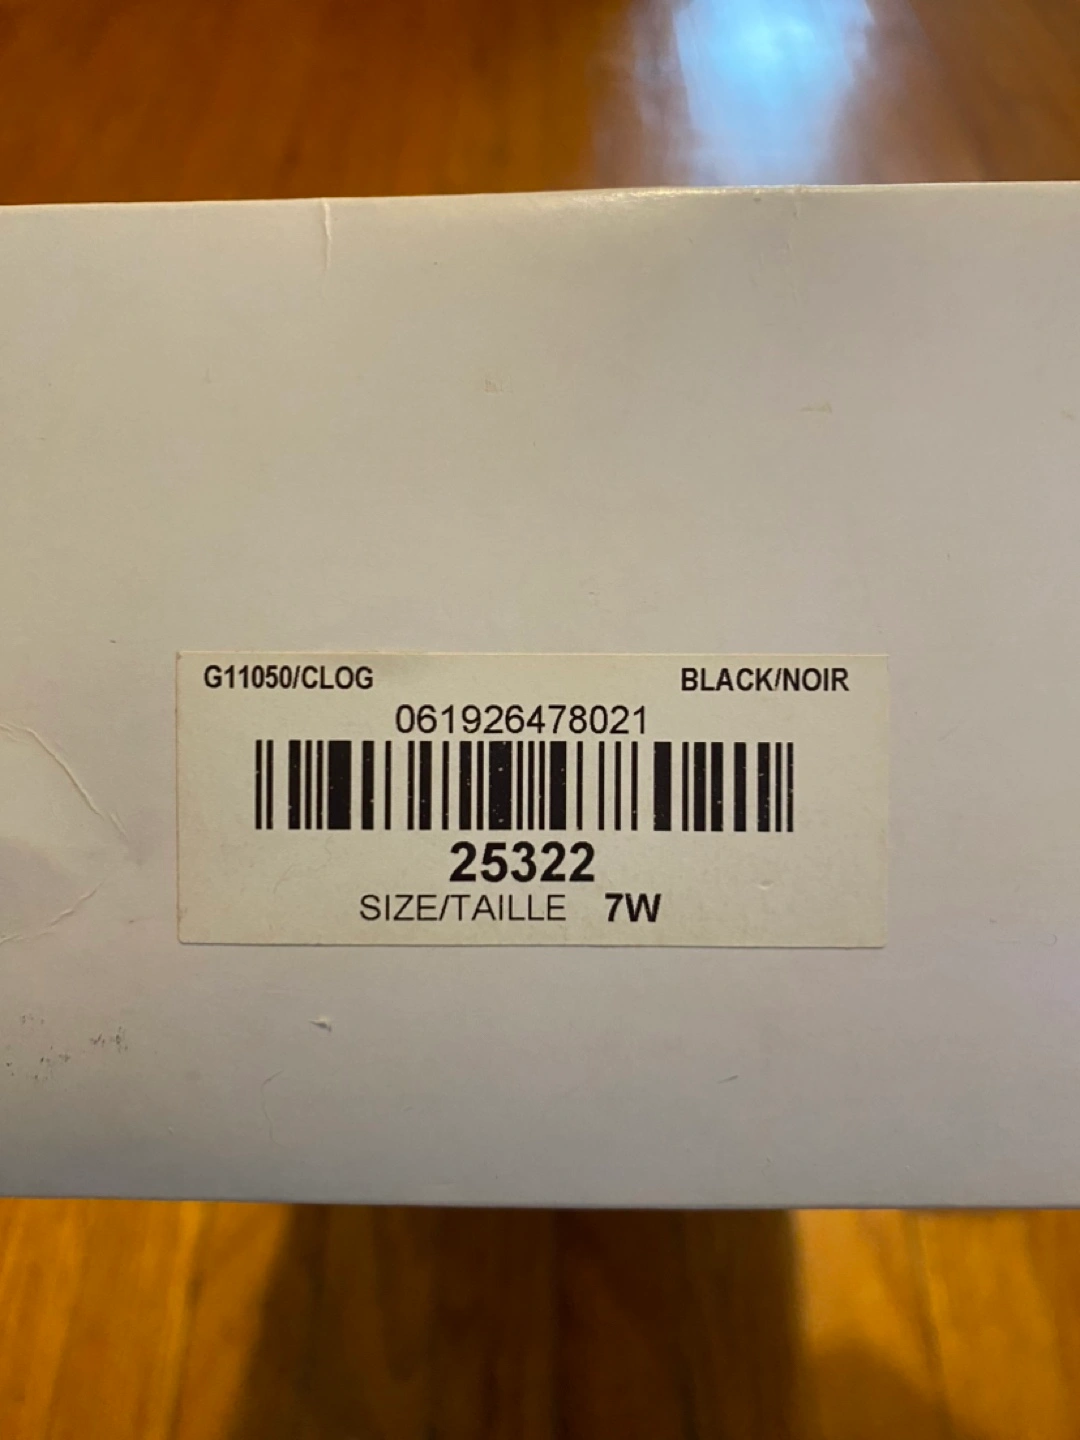 G11050/CLOG BLACK/NOIR
061926478021
25322
SIZE/TAILLE 7W